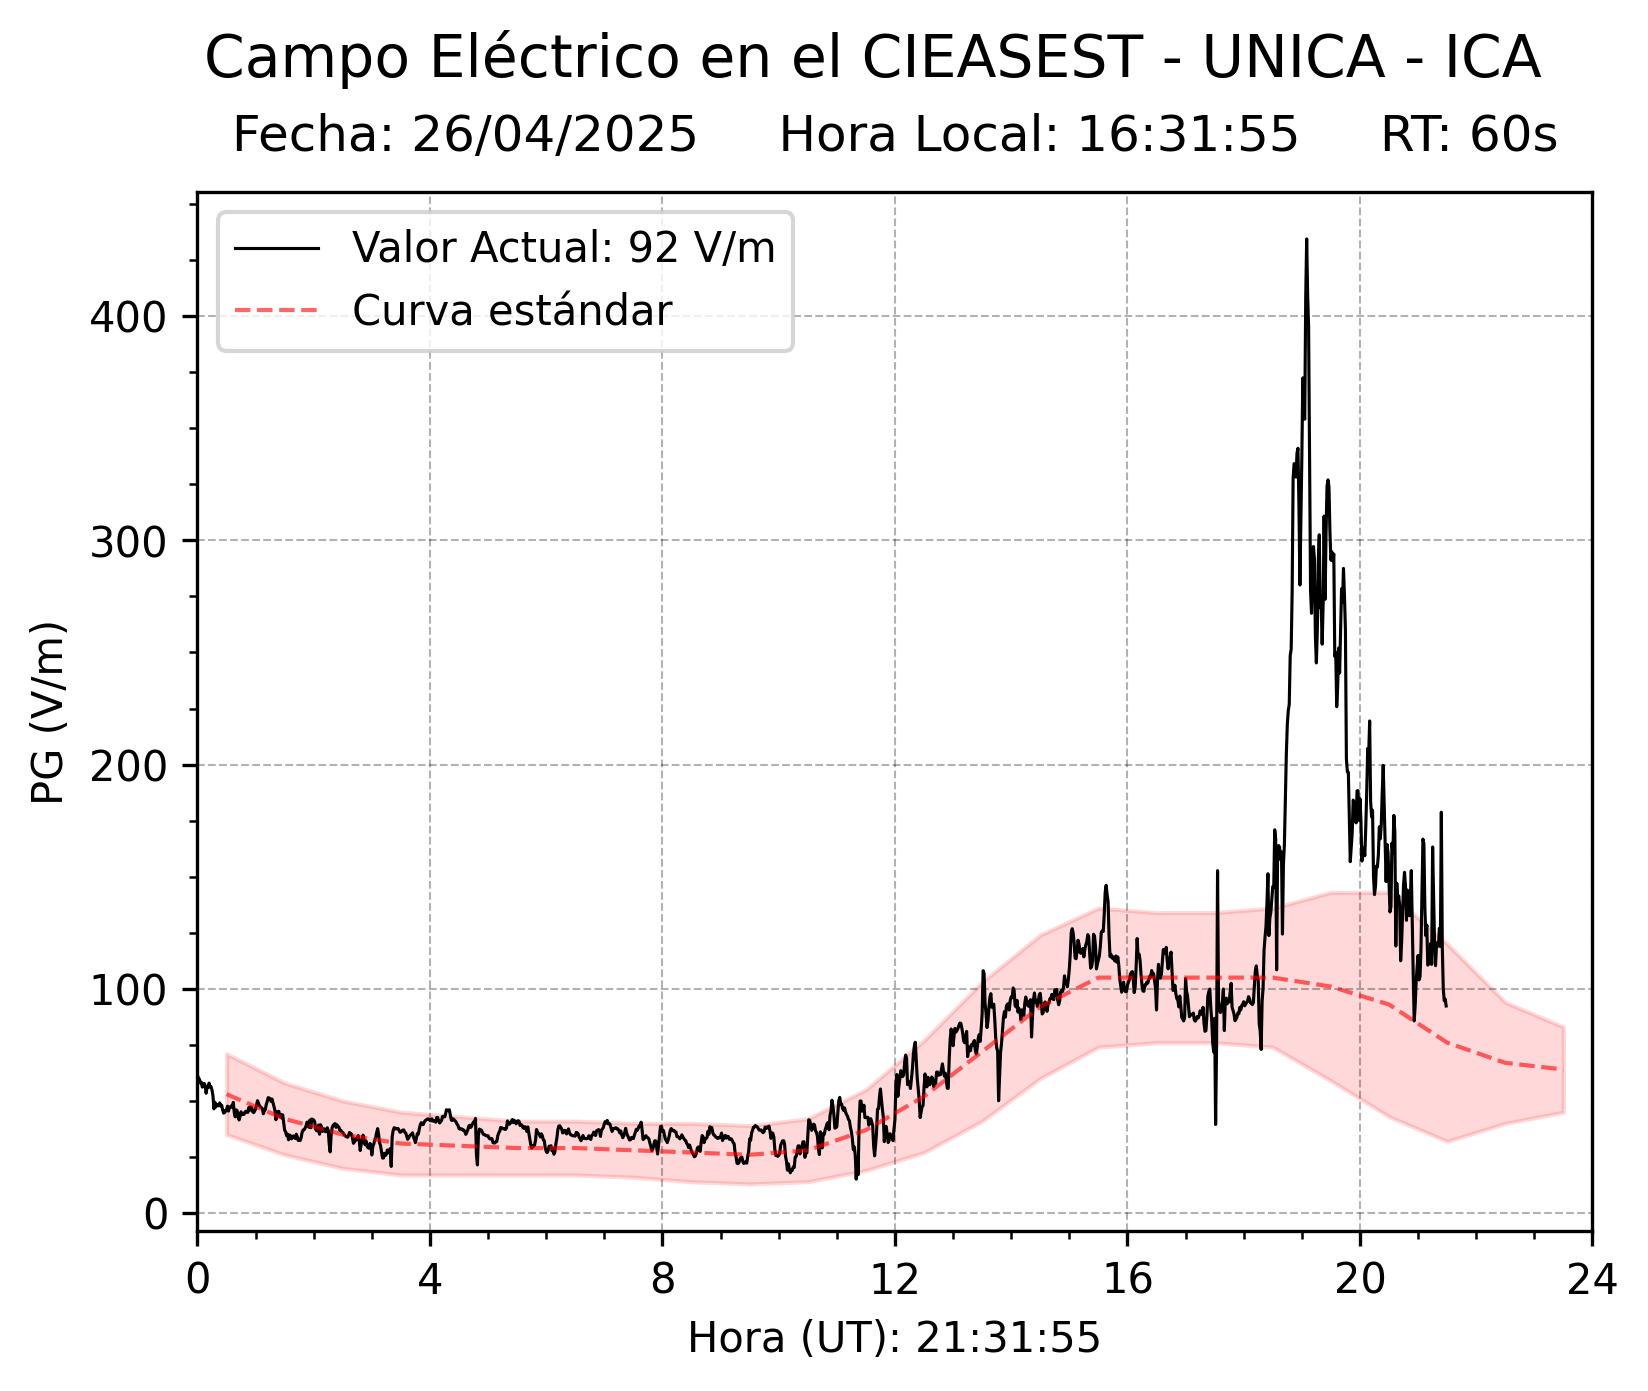 Campo Eléctrico en el CIEASEST - UNICA - ICA
Fecha: 26/04/2025 Hora Local: 16:31:55 RT: 60s
Valor Actual: 92 V/m
Curva estándar
PG (V/m)
400
300
200
100
0
0 4 8 12 16 20 24
Hora (UT): 21:31:55